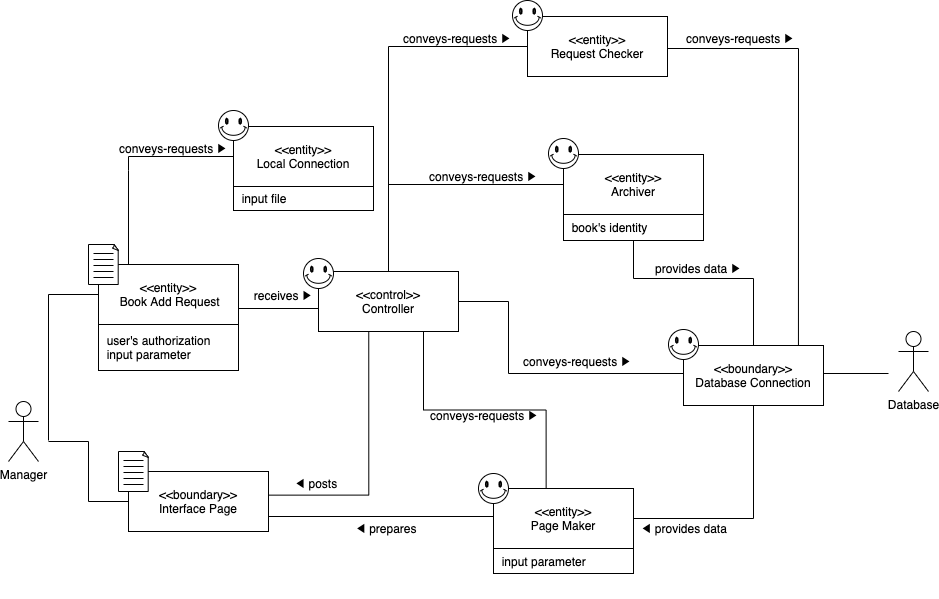 conveys-requests ▶
<<entity>>
Request Checker
conveys-requests ▶
conveys-requests ▶
<<entity>>
Local Connection
input file
conveys-requests ▶
<<entity>>
Archiver
book's identity
provides data ▶
<<entity>>
Book Add Request
user's authorization
input parameter
receives ▶
<<control>>
Controller
conveys-requests ▶
<<boundary>>
Database Connection
Database
conveys-requests ▶
Manager
<<boundary>>
Interface Page
◀ posts
◀ prepares
<<entity>>
Page Maker
input parameter
◀ provides data